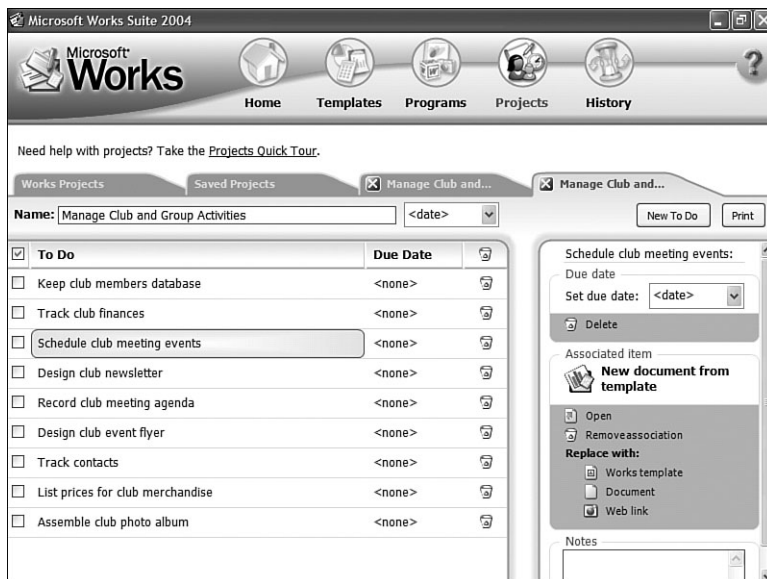 Microsoft Works Suite 2004
Microsoft
Works
Home Templates Programs Projects History ?
Need help with projects? Take the Projects Quick Tour.
Works Projects Saved Projects Manage Club and... Manage Club and...
Name: Manage Club and Group Activities <date> New To Do Print
To Do Due Date
Keep club members database <none>
Track club finances <none>
Schedule club meeting events <none>
Design club newsletter <none>
Record club meeting agenda <none>
Design club event flyer <none>
Track contacts <none>
List prices for club merchandise <none>
Assemble club photo album <none>
Schedule club meeting events:
Due date
Set due date: <date>
Delete
Associated item
New document from
template
Open
Removeassociation
Replace with:
Works template
Document
Web link
Notes